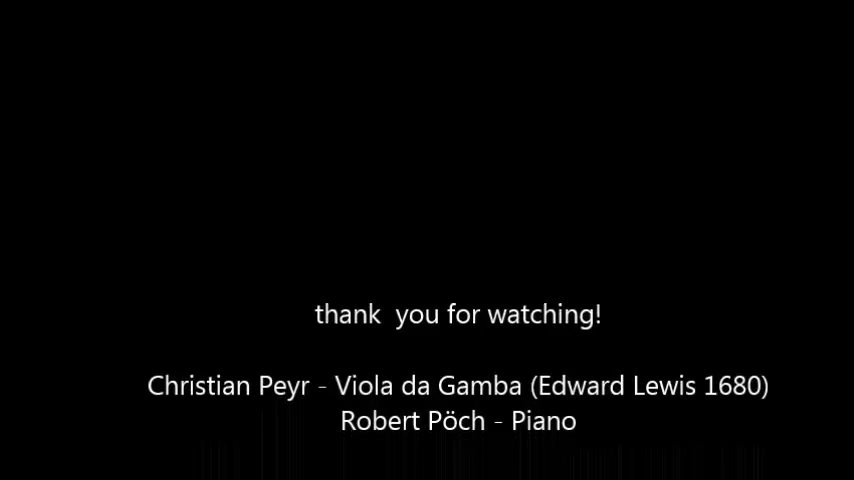 thank  you for watching!
Christian Peyr - Viola da Gamba (Edward Lewis 1680)
Robert Pöch - Piano